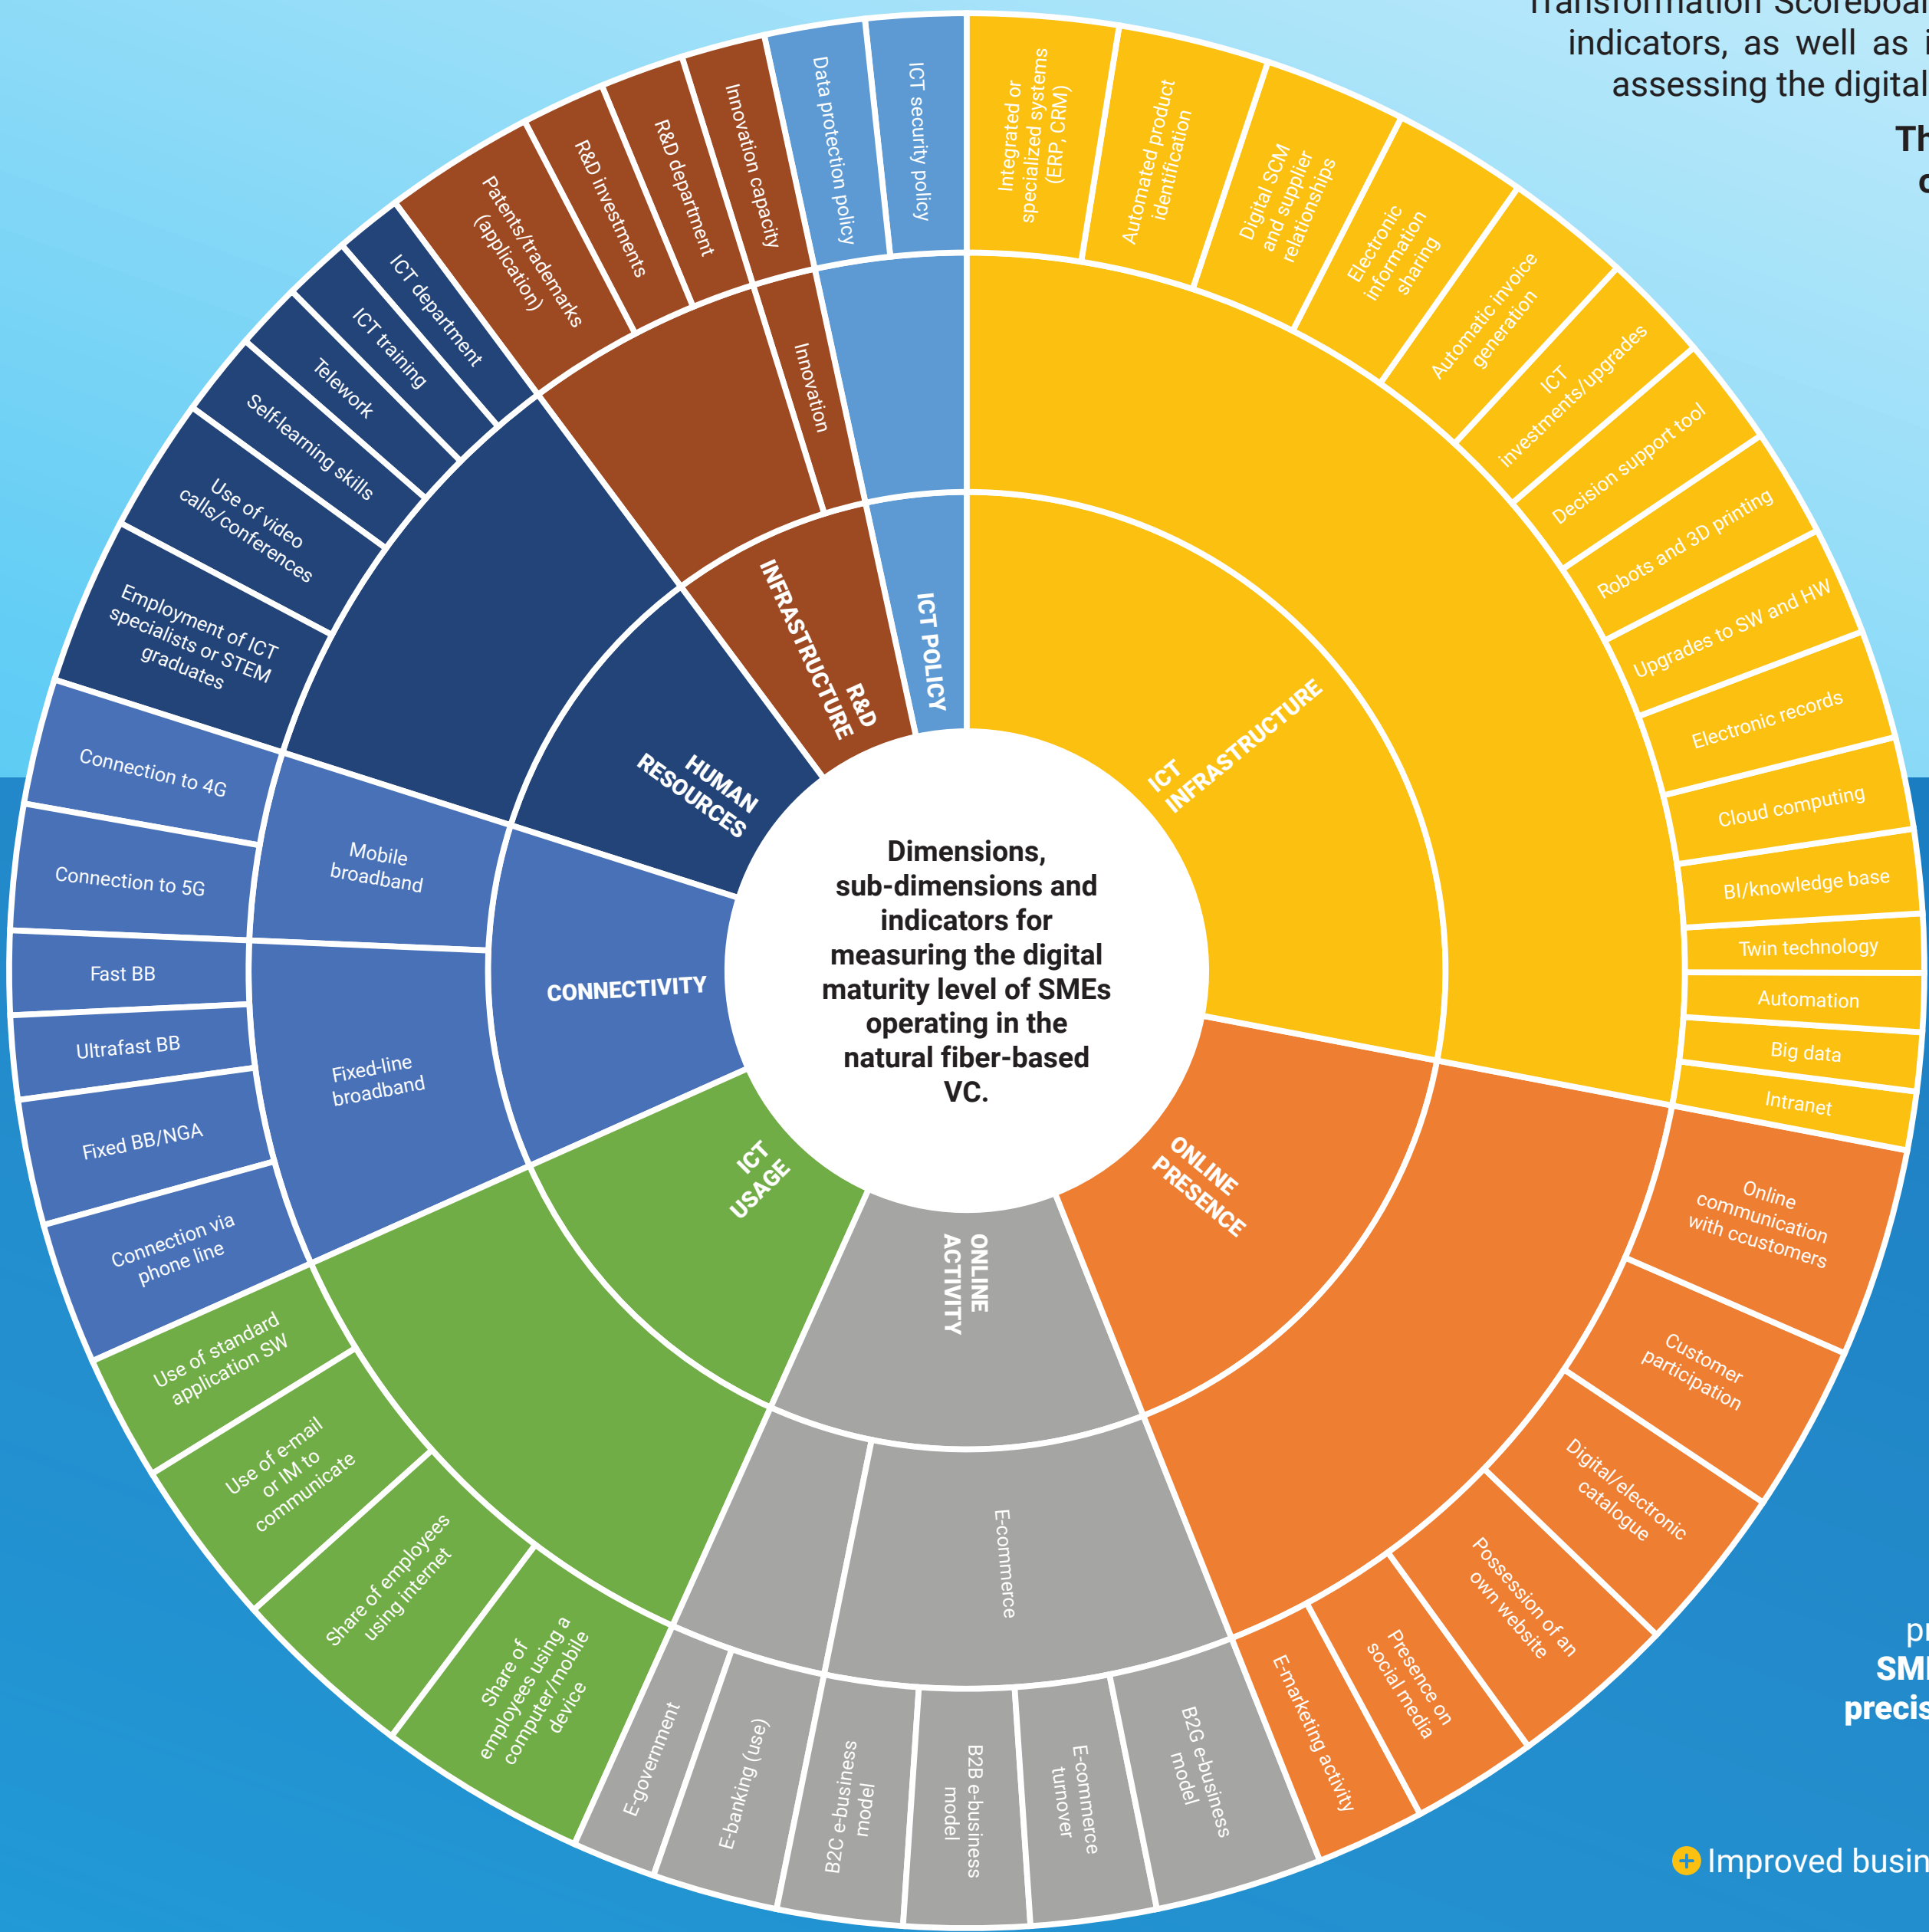 Transformation Scoreboar
indicators, as well as i
assessing the digital
Th
c
Dimensions,
sub-dimensions and
indicators for
measuring the digital
maturity level of SMEs
operating in the
natural fiber-based
VC.
ICT
INFRASTRUCTURE
Integrated or
specialized systems
(ERP, CRM)
Automated product
identification
Digital SCM
and supplier
relationships
Electronic
information
sharing
Automatic invoice
generation
ICT
investments/upgrades
Decision support tool
Robots and 3D printing
Upgrades to SW and HW
Electronic records
Cloud computing
BI/knowledge base
Twin technology
Automation
Big data
Intranet
ONLINE
PRESENCE
Online
communication
with ccustomers
Customer
participation
Digital/electronic
catalogue
Possession of an
own website
Presence on
social media
E-marketing activity
ONLINE
ACTIVITY
E-commerce
B2G e-business
model
E-commerce
turnover
B2B e-business
model
B2C e-business
model
E-banking (use)
E-government
ICT
USAGE
Share of
employees using a
computer/mobile
device
Share of employees
using internet
Use of e-mail
or IM to
communicate
Use of standard
application SW
CONNECTIVITY
Fixed-line
broadband
Connection via
phone line
Fixed BB/NGA
Ultrafast BB
Fast BB
Mobile
broadband
Connection to 5G
Connection to 4G
HUMAN
RESOURCES
Employment of ICT
specialists or STEM
graduates
Use of video
calls/conferences
Self-learning skills
Telework
ICT training
ICT department
R&D
INFRASTRUCTURE
Patents/trademarks
(application)
R&D investments
R&D department
Innovation
Innovation capacity
ICT POLICY
Data protection policy
ICT security policy
pr
SM
precis
Improved busin